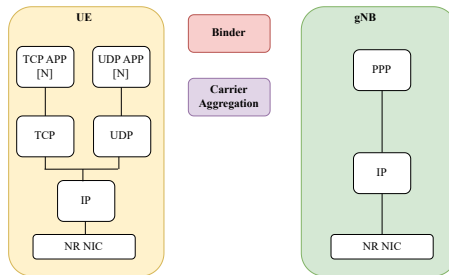 UE
TCP APP
[N]
UDP APP
[N]
TCP
UDP
IP
NR NIC
Binder
Carrier
Aggregation
gNB
PPP
IP
NR NIC